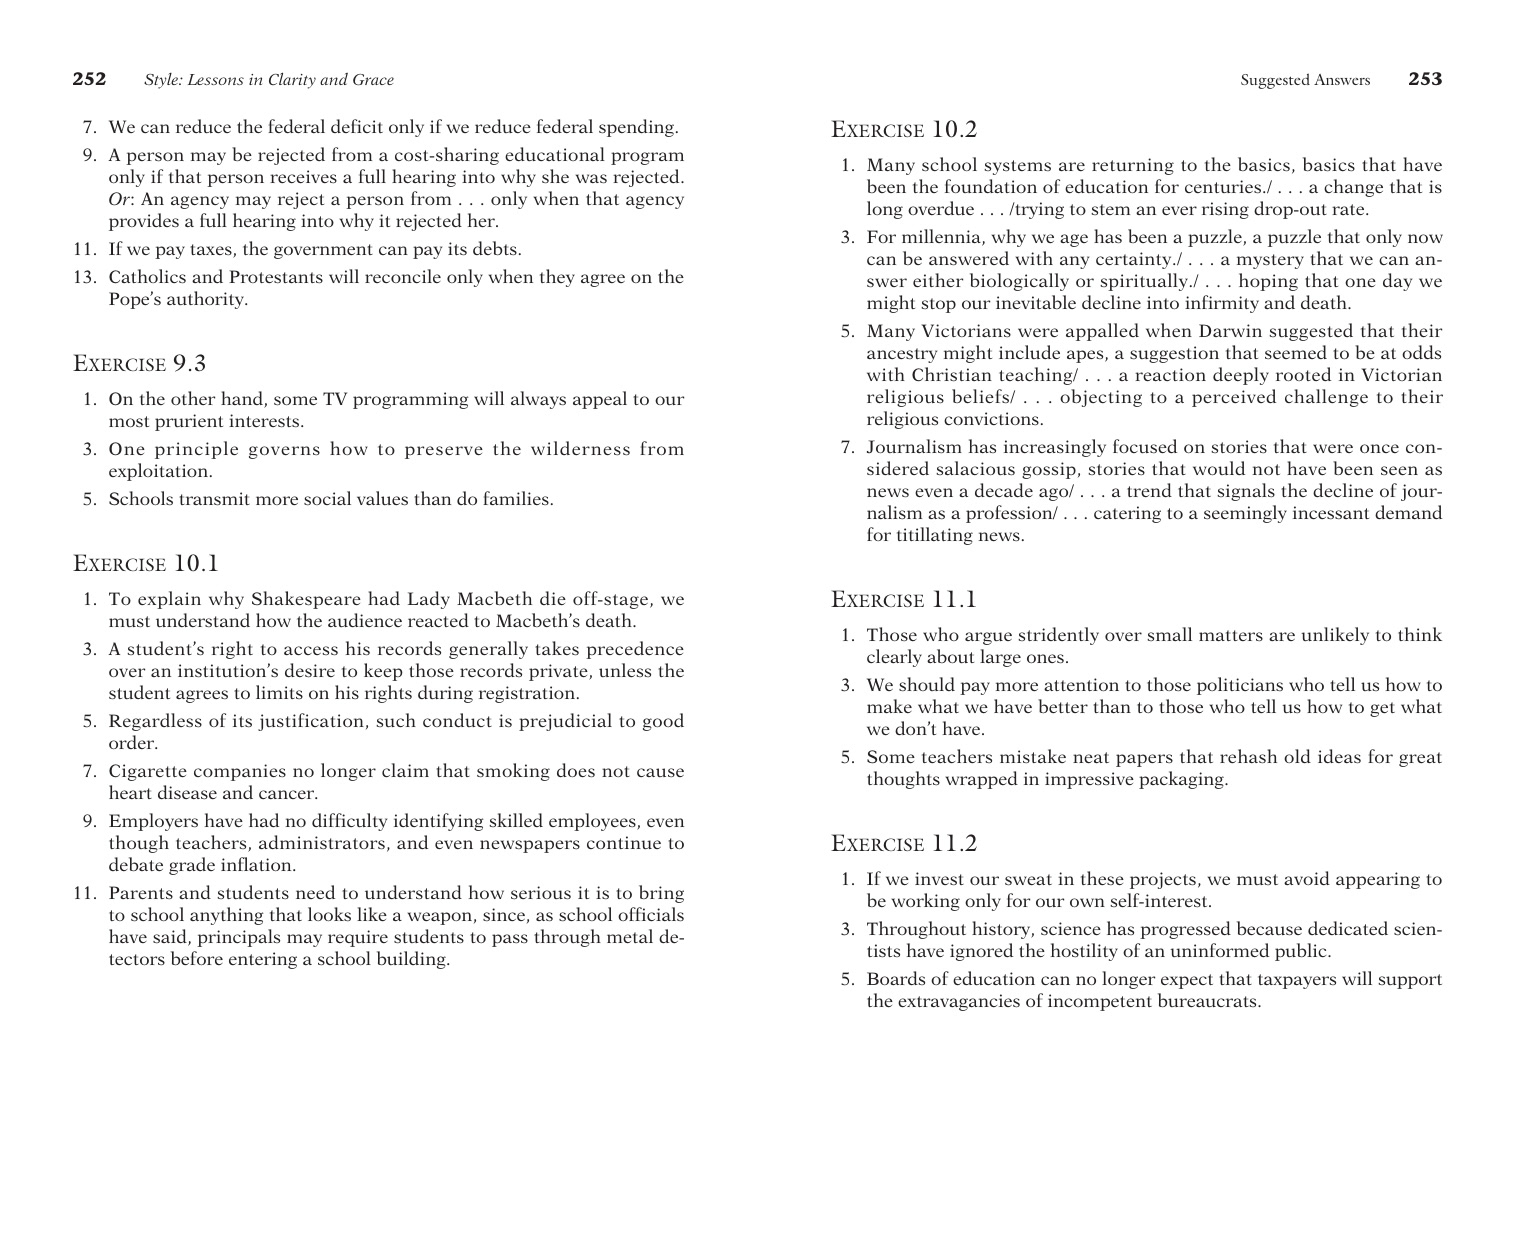 252 Style: Lessons in Clarity and Grace
7. We can reduce the federal deficit only if we reduce federal spending.
9. A person may be rejected from a cost-sharing educational program
only if that person receives a full hearing into why she was rejected.
Or: An agency may reject a person from . . . only when that agency
provides a full hearing into why it rejected her.
11. If we pay taxes, the government can pay its debts.
13. Catholics and Protestants will reconcile only when they agree on the
Pope’s authority.
EXERCISE 9.3
1. On the other hand, some TV programming will always appeal to our
most prurient interests.
3. One principle governs how to preserve the wilderness from
exploitation.
5. Schools transmit more social values than do families.
EXERCISE 10.1
1. To explain why Shakespeare had Lady Macbeth die off-stage, we
must understand how the audience reacted to Macbeth’s death.
3. A student’s right to access his records generally takes precedence
over an institution’s desire to keep those records private, unless the
student agrees to limits on his rights during registration.
5. Regardless of its justification, such conduct is prejudicial to good
order.
7. Cigarette companies no longer claim that smoking does not cause
heart disease and cancer.
9. Employers have had no difficulty identifying skilled employees, even
though teachers, administrators, and even newspapers continue to
debate grade inflation.
11. Parents and students need to understand how serious it is to bring
to school anything that looks like a weapon, since, as school officials
have said, principals may require students to pass through metal de-
tectors before entering a school building.
Suggested Answers 253
EXERCISE 10.2
1. Many school systems are returning to the basics, basics that have
been the foundation of education for centuries./ . . . a change that is
long overdue . . . /trying to stem an ever rising drop-out rate.
3. For millennia, why we age has been a puzzle, a puzzle that only now
can be answered with any certainty./ . . . a mystery that we can an-
swer either biologically or spiritually./ . . . hoping that one day we
might stop our inevitable decline into infirmity and death.
5. Many Victorians were appalled when Darwin suggested that their
ancestry might include apes, a suggestion that seemed to be at odds
with Christian teaching/ . . . a reaction deeply rooted in Victorian
religious beliefs/ . . . objecting to a perceived challenge to their
religious convictions.
7. Journalism has increasingly focused on stories that were once con-
sidered salacious gossip, stories that would not have been seen as
news even a decade ago/ . . . a trend that signals the decline of jour-
nalism as a profession/ . . . catering to a seemingly incessant demand
for titillating news.
EXERCISE 11.1
1. Those who argue stridently over small matters are unlikely to think
clearly about large ones.
3. We should pay more attention to those politicians who tell us how to
make what we have better than to those who tell us how to get what
we don’t have.
5. Some teachers mistake neat papers that rehash old ideas for great
thoughts wrapped in impressive packaging.
EXERCISE 11.2
1. If we invest our sweat in these projects, we must avoid appearing to
be working only for our own self-interest.
3. Throughout history, science has progressed because dedicated scien-
tists have ignored the hostility of an uninformed public.
5. Boards of education can no longer expect that taxpayers will support
the extravagancies of incompetent bureaucrats.